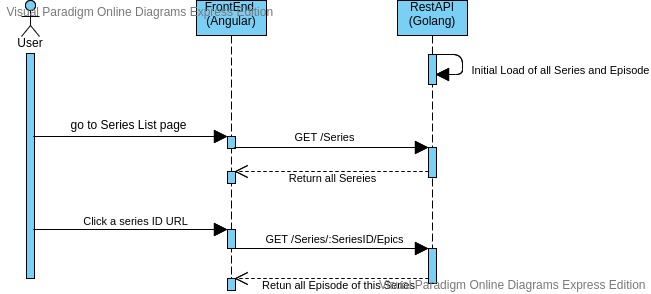 Visual Paradigm Online Diagrams Express Edition
FrontEnd
(Angular)
RestAPI
(Golang)
User
Initial Load of all Series and Episode
go to Series List page
GET /Series
Return all Sereies
Click a series ID URL
GET /Series/:SeriesID/Epics
Retun all Episode of this Series
Visual Paradigm Online Diagrams Express Edition